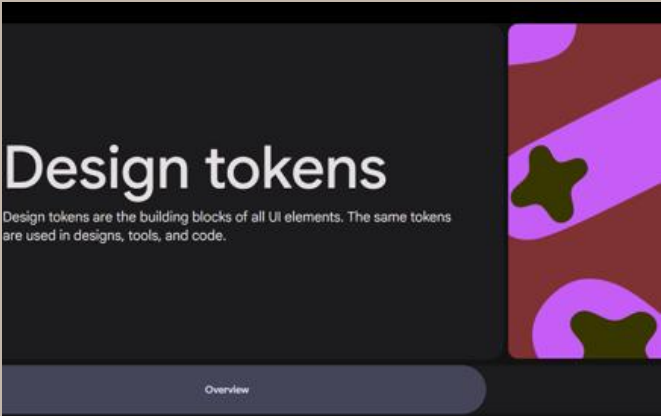 Design tokens
Design tokens are the building blocks of all UI elements. The same tokens
are used in designs, tools, and code.
Overview